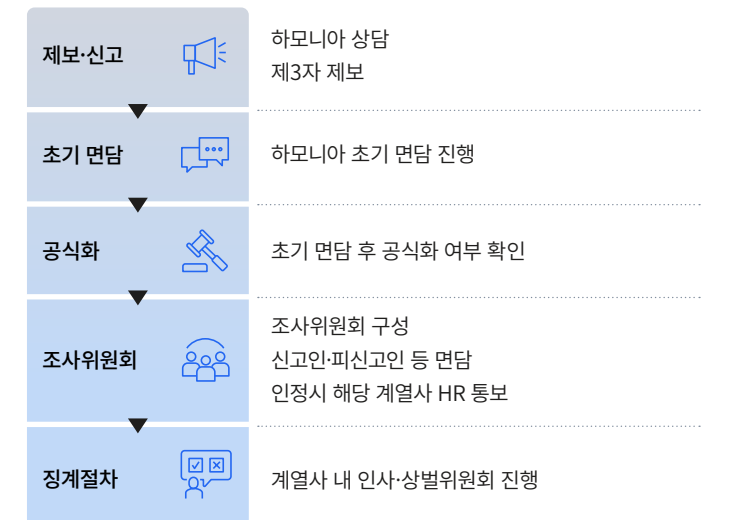 제보·신고
하모니아 상담
제3자 제보
초기 면담
하모니아 초기 면담 진행
공식화
초기 면담 후 공식화 여부 확인
조사위원회
조사위원회 구성
신고인·피신고인 등 면담
인정시 해당 계열사 HR 통보
징계절차
계열사 내 인사·상벌위원회 진행